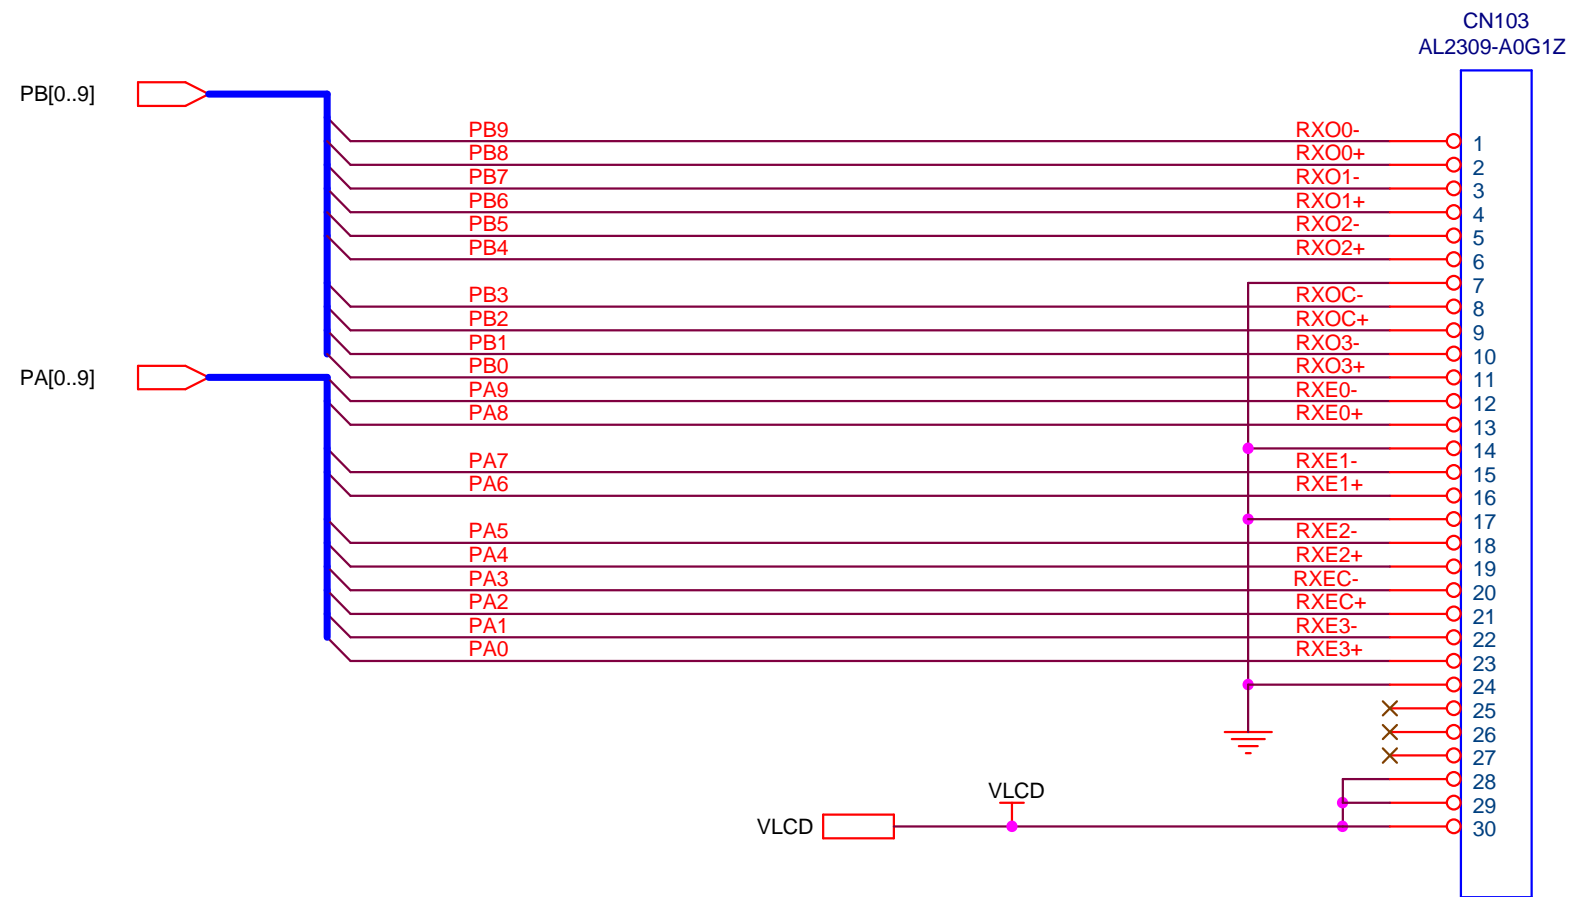 CN103
AL2309-A0G1Z
PB[0..9]
PB9 RXO0- 1
PB8 RXO0+ 2
PB7 RXO1- 3
PB6 RXO1+ 4
PB5 RXO2- 5
PB4 RXO2+ 6
7
PB3 RXOC- 8
PB2 RXOC+ 9
PB1 RXO3- 10
PB0 RXO3+ 11
PA[0..9]
PA9 RXE0- 12
PA8 RXE0+ 13
14
PA7 RXE1- 15
PA6 RXE1+ 16
17
PA5 RXE2- 18
PA4 RXE2+ 19
PA3 RXEC- 20
PA2 RXEC+ 21
PA1 RXE3- 22
PA0 RXE3+ 23
24
25
26
27
28
VLCD
29
VLCD 30